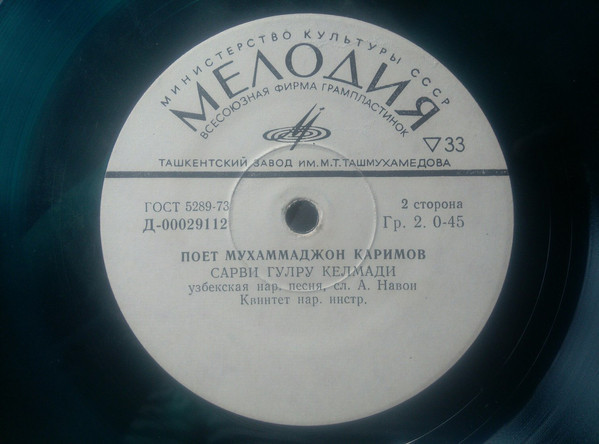 МИНИСТЕРСТВО КУЛЬТУРЫ СССР
МЕЛОДИЯ
ВСЕСОЮЗНАЯ ФИРМА ГРАМПЛАСТИНОК
▽33
ТАШКЕНТСКИЙ ЗАВОД ИМ. М.Т. ТАШМУХАМЕДОВА
ГОСТ 5289-73
2 сторона
Д-00029112
Гр. 2. 0-45
ПОЕТ МУХАММАДЖОН КАРИМОВ
САРВИ ГУЛРУ КЕЛМАДИ
узбекская нар. песня, сл. А. Навои
Квинтет нар. инстр.